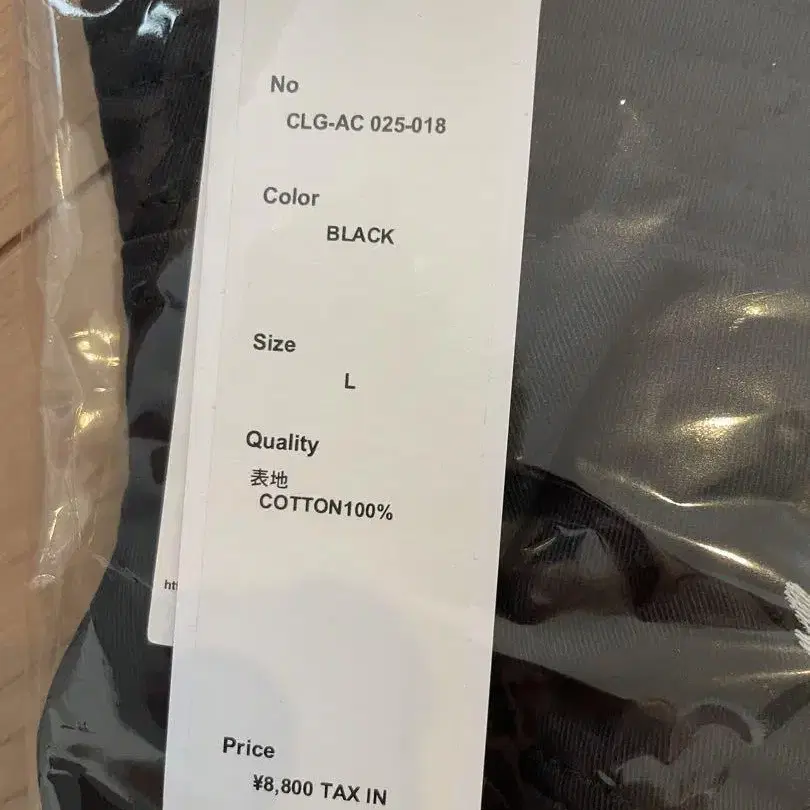 No
CLG-AC 025-018
Color
BLACK
Size
L
Quality
表地
COTTON100%
Price
¥8,800 TAX IN